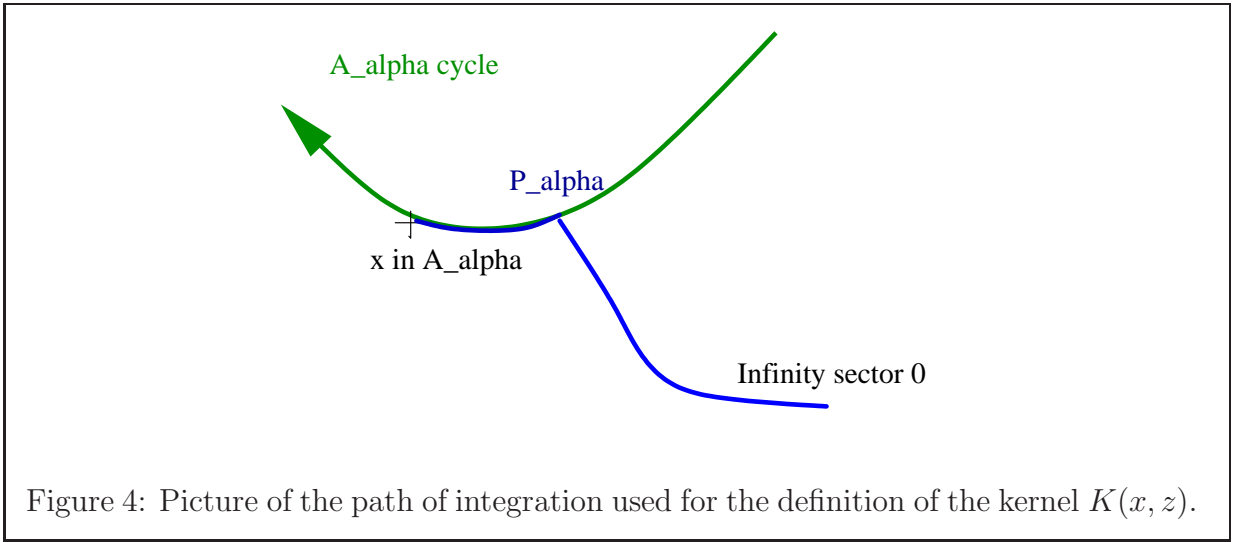 A_alpha cycle
P_alpha
x in A_alpha
Infinity sector 0
Figure 4: Picture of the path of integration used for the definition of the kernel K(x, z).